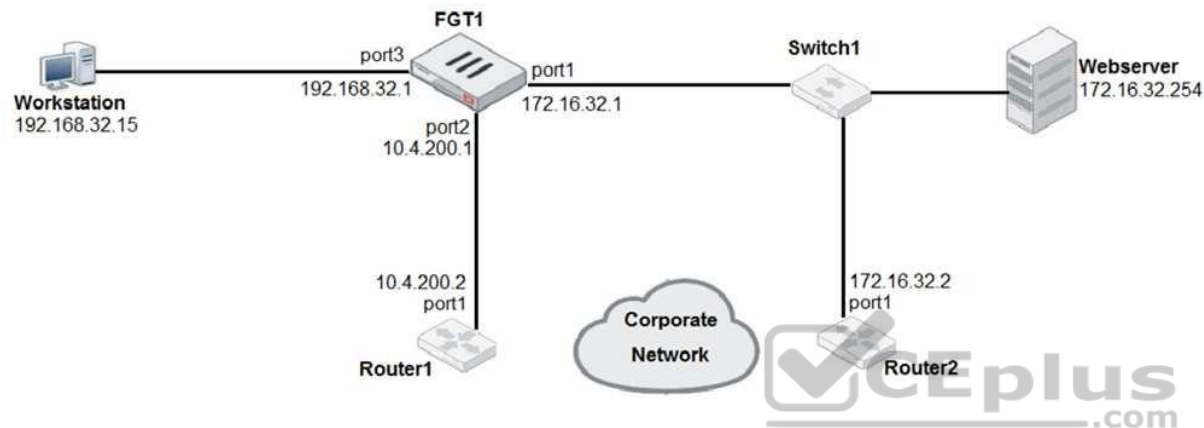 FGT1
port3
192.168.32.1
port1
172.16.32.1
port2
10.4.200.1
Workstation
192.168.32.15
Switch1
Webserver
172.16.32.254
10.4.200.2
port1
Router1
Corporate
Network
172.16.32.2
port1
Router2
CEplus
.com